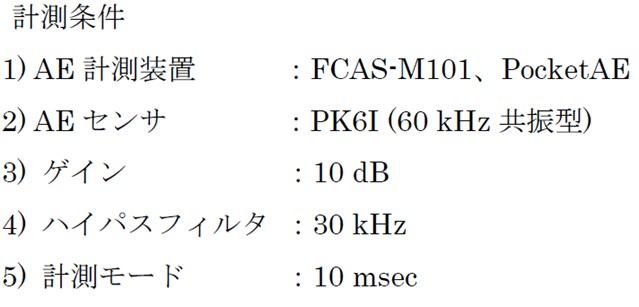 計測条件
1) AE 計測装置 : FCAS-M101、PocketAE
2) AE センサ : PK6I (60 kHz 共振型)
3) ゲイン : 10 dB
4) ハイパスフィルタ : 30 kHz
5) 計測モード : 10 msec